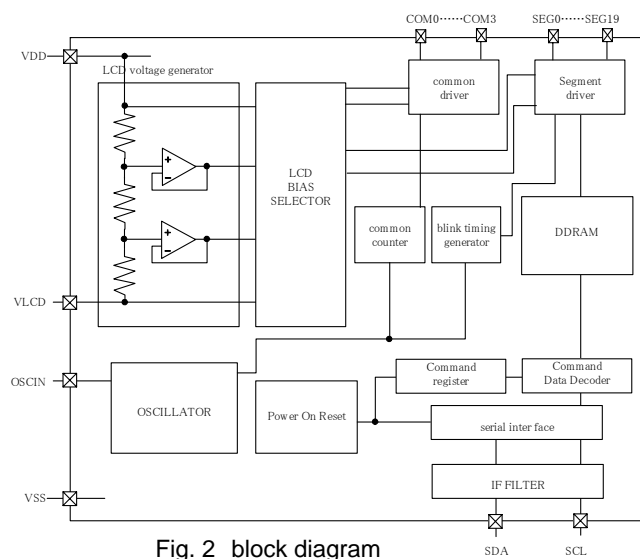 COM0……COM3
SEG0……SEG19
VDD
LCD voltage generator
common
driver
Segment
driver
LCD
BIAS
SELECTOR
common
counter
blink timing
generator
DDRAM
VLCD
OSCIN
OSCILLATOR
Power On Reset
Command
register
Command
Data Decoder
serial inter face
IF FILTER
VSS
SDA
SCL
Fig. 2 block diagram